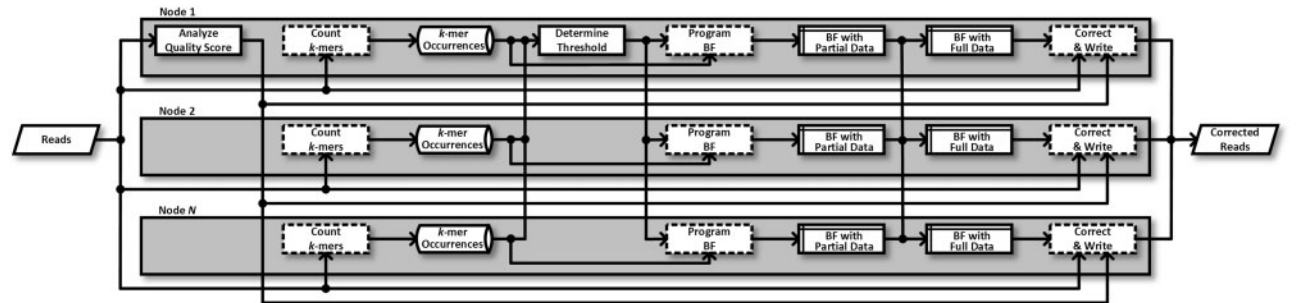 Node 1
Analyze
Quality Score
Count
k-mers
k-mer
Occurrences
Determine
Threshold
Program
BF
BF with
Partial Data
BF with
Full Data
Correct
& Write
Node 2
Reads
Count
k-mers
k-mer
Occurrences
Program
BF
BF with
Partial Data
BF with
Full Data
Correct
& Write
Corrected
Reads
Node N
Count
k-mers
k-mer
Occurrences
Program
BF
BF with
Partial Data
BF with
Full Data
Correct
& Write